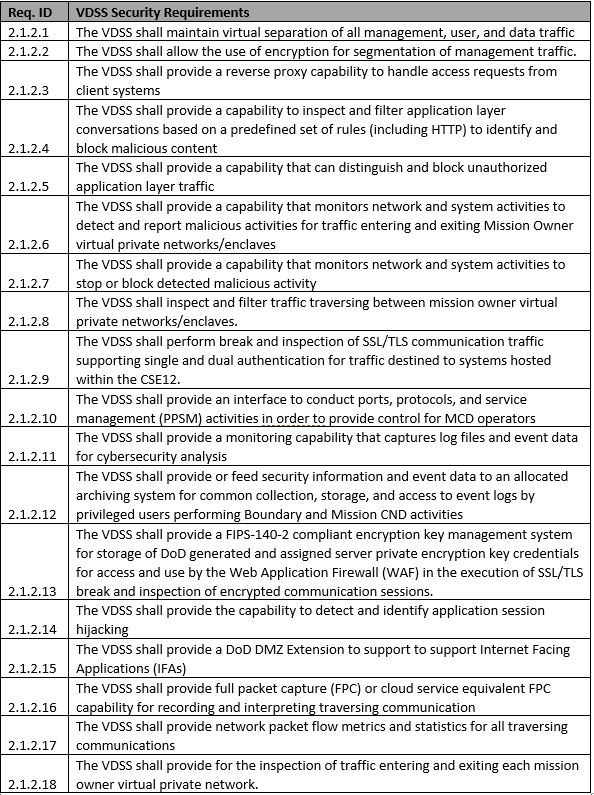 Req. ID VDSS Security Requirements
2.1.2.1 The VDSS shall maintain virtual separation of all management, user, and data traffic
2.1.2.2 The VDSS shall allow the use of encryption for segmentation of management traffic.
The VDSS shall provide a reverse proxy capability to handle access requests from
2.1.2.3 client systems
The VDSS shall provide a capability to inspect and filter application layer
conversations based on a predefined set of rules (including HTTP) to identify and
2.1.2.4 block malicious content
The VDSS shall provide a capability that can distinguish and block unauthorized
2.1.2.5 application layer traffic
The VDSS shall provide a capability that monitors network and system activities to
detect and report malicious activities for traffic entering and exiting Mission Owner
2.1.2.6 virtual private networks/enclaves
The VDSS shall provide a capability that monitors network and system activities to
2.1.2.7 stop or block detected malicious activity
The VDSS shall inspect and filter traffic traversing between mission owner virtual
2.1.2.8 private networks/enclaves.
The VDSS shall perform break and inspection of SSL/TLS communication traffic
supporting single and dual authentication for traffic destined to systems hosted
2.1.2.9 within the CSE12.
The VDSS shall provide an interface to conduct ports, protocols, and service
2.1.2.10 management (PPSM) activities in order to provide control for MCD operators
The VDSS shall provide a monitoring capability that captures log files and event data
2.1.2.11 for cybersecurity analysis
The VDSS shall provide or feed security information and event data to an allocated
archiving system for common collection, storage, and access to event logs by
2.1.2.12 privileged users performing Boundary and Mission CND activities
The VDSS shall provide a FIPS-140-2 compliant encryption key management system
for storage of DoD generated and assigned server private encryption key credentials
for access and use by the Web Application Firewall (WAF) in the execution of SSL/TLS
2.1.2.13 break and inspection of encrypted communication sessions.
The VDSS shall provide the capability to detect and identify application session
2.1.2.14 hijacking
The VDSS shall provide a DoD DMZ Extension to support to support Internet Facing
2.1.2.15 Applications (IFAs)
The VDSS shall provide full packet capture (FPC) or cloud service equivalent FPC
2.1.2.16 capability for recording and interpreting traversing communication
The VDSS shall provide network packet flow metrics and statistics for all traversing
2.1.2.17 communications
The VDSS shall provide for the inspection of traffic entering and exiting each mission
2.1.2.18 owner virtual private network.